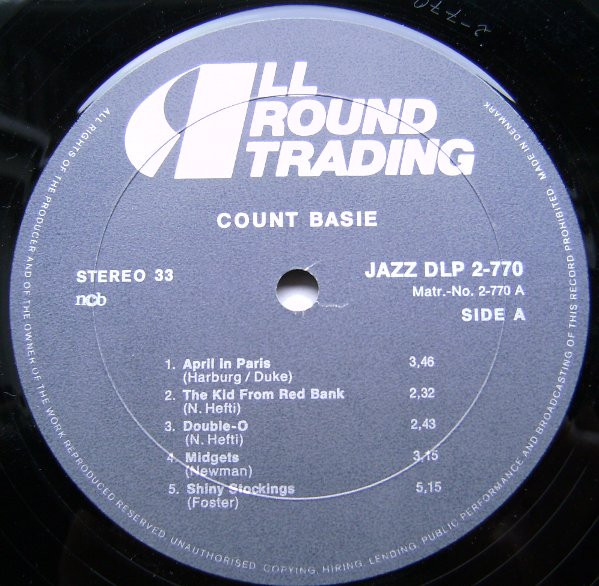 2-770
ALL
ROUND
TRADING
COUNT BASIE
STEREO 33
JAZZ DLP 2-770
ncb
Matr.-No. 2-770 A
SIDE A
1. April in Paris 3,46
(Harburg / Duke)
2. The Kid From Red Bank 2,32
(N. Hefti)
3. Double-O 2,43
(N. Hefti)
4. Midgets 3,15
(Newman)
5. Shiny Stockings 5,15
(Foster)
ALL RIGHTS OF THE PRODUCER AND OF THE OWNER OF THE WORK REPRODUCED RESERVED. UNAUTHORISED COPYING, HIRING, LENDING, PUBLIC PERFORMANCE AND BROADCASTING OF THIS RECORD PROHIBITED. MADE IN DENMARK